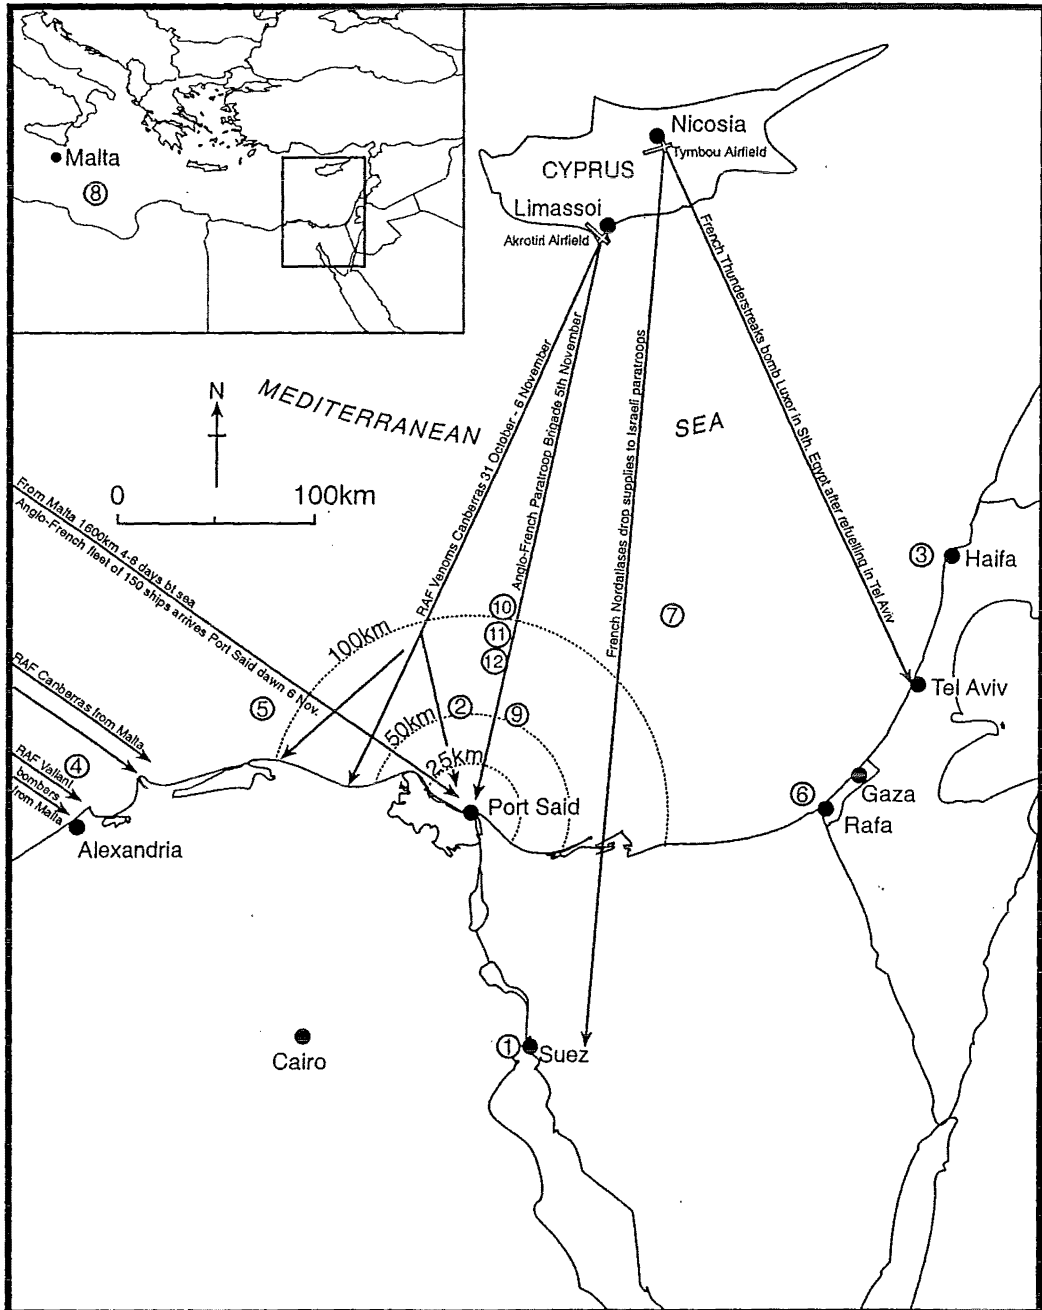 Malta
8
Nicosia
Tymbou Airfield
CYPRUS
Limassoi
Akrotiri Airfield
N
MEDITERRANEAN
SEA
0 100km
From Malta 1600km 4-6 days bt sea
Anglo-French fleet of 150 ships arrives Port Said dawn 6 Nov.
RAF Venoms Canberras 31 October - 6 November
Anglo-French Paratroop Brigade 5th November
French Nordatlases drop supplies to Israeli paratroops
French Thunderstreaks bomb Luxor in Sth. Egypt after refuelling in Tel Aviv
3
Haifa
10
7
100km
11
12
RAF Canberras from Malta
5
2
9
50km
Tel Aviv
25km
4
RAF Valiant
bombers
from Malta
6
Gaza
Port Said
Rafa
Alexandria
Cairo
1
Suez